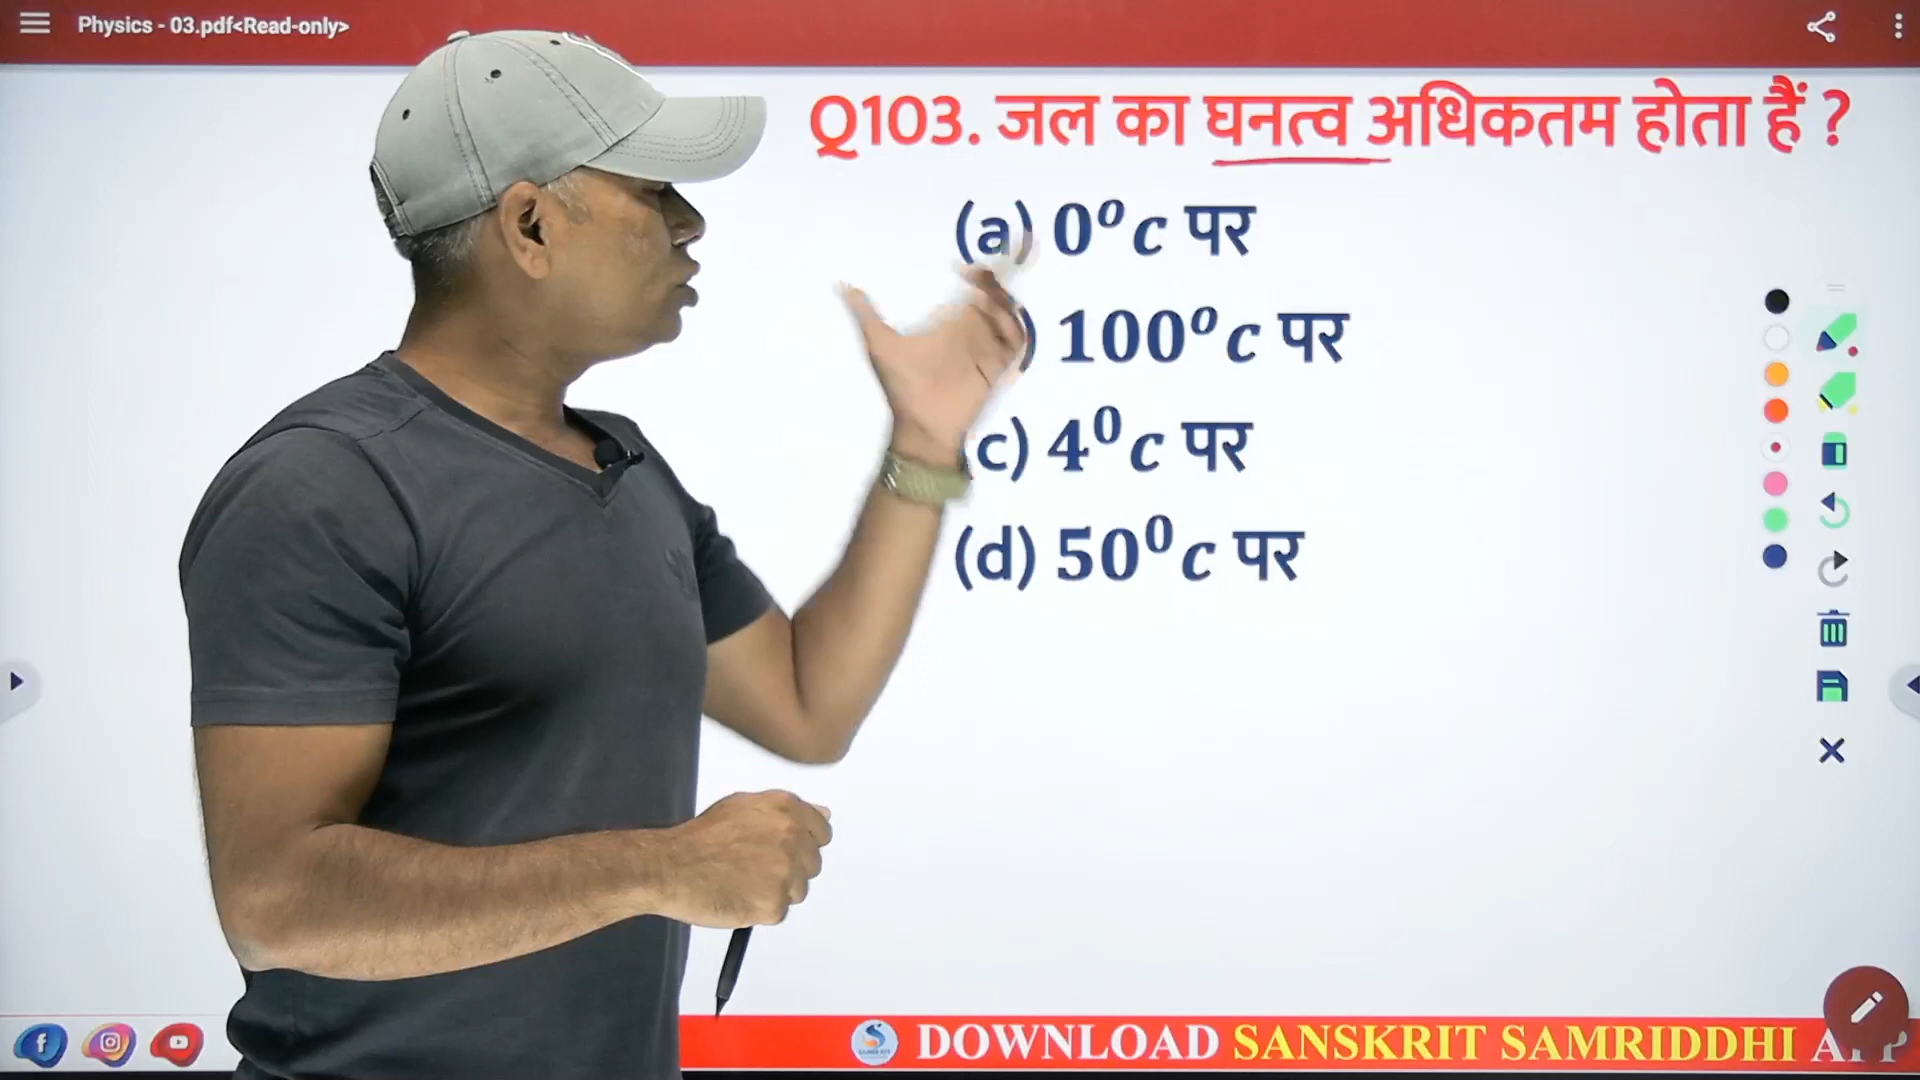 Physics - 03.pdf<Read-only>
Q103. जल का घनत्व अधिकतम होता हैं ?
(a) 0°c पर
) 100°c पर
(c) 4⁰c पर
(d) 50⁰c पर
DOWNLOAD SANSKRIT SAMRIDDHI